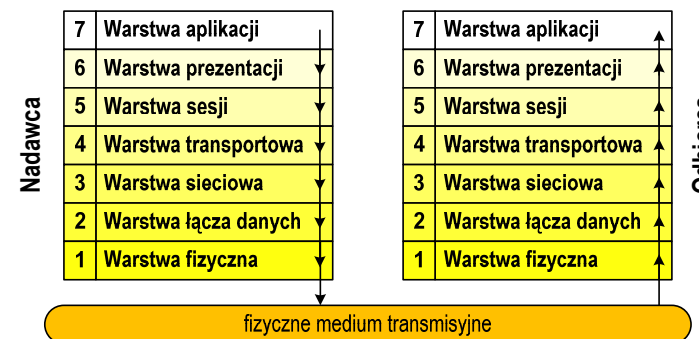 Nadawca
7 Warstwa aplikacji
6 Warstwa prezentacji
5 Warstwa sesji
4 Warstwa transportowa
3 Warstwa sieciowa
2 Warstwa łącza danych
1 Warstwa fizyczna
7 Warstwa aplikacji
6 Warstwa prezentacji
5 Warstwa sesji
4 Warstwa transportowa
3 Warstwa sieciowa
2 Warstwa łącza danych
1 Warstwa fizyczna
fizyczne medium transmisyjne